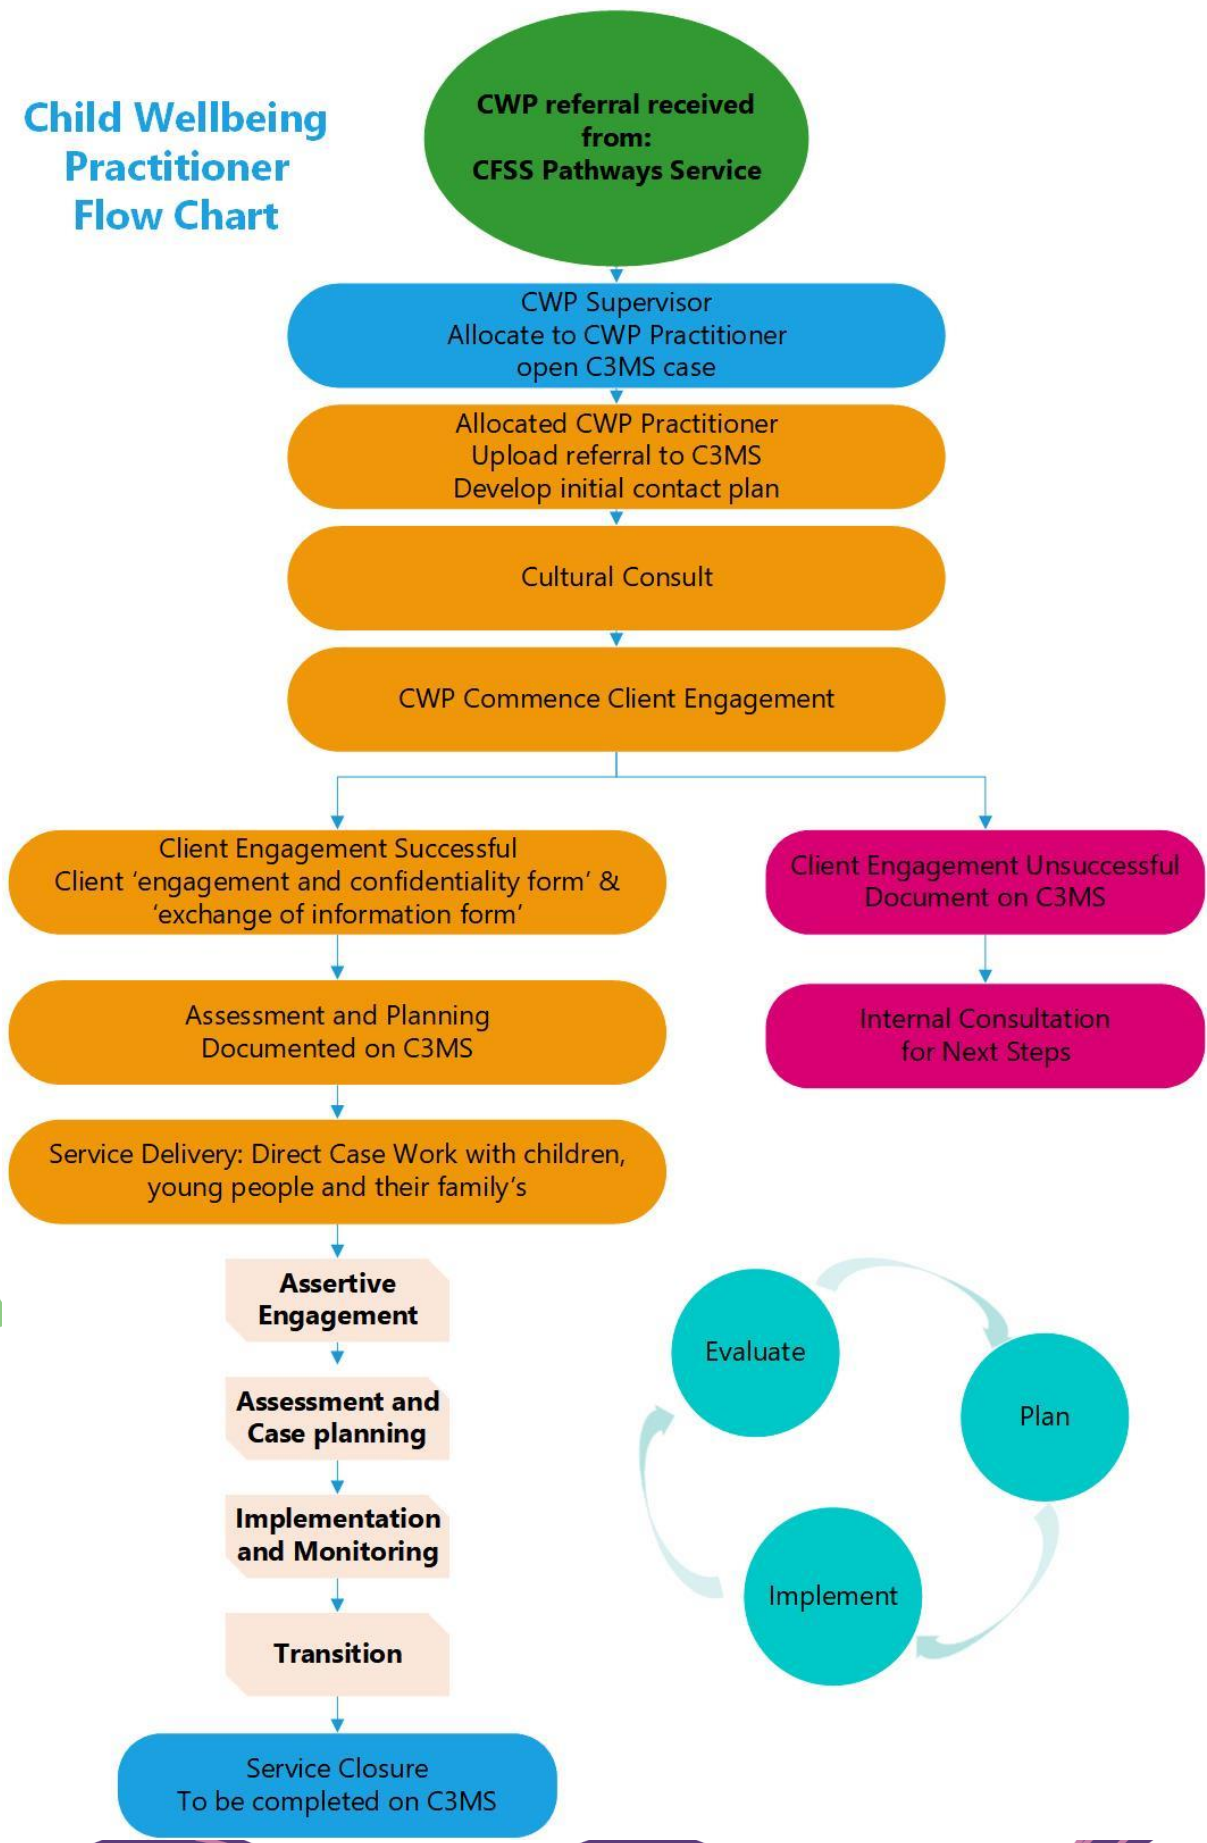 Child Wellbeing
Practitioner
Flow Chart
CWP referral received
from:
CFSS Pathways Service
CWP Supervisor
Allocate to CWP Practitioner
open C3MS case
Allocated CWP Practitioner
Upload referral to C3MS
Develop initial contact plan
Cultural Consult
CWP Commence Client Engagement
Client Engagement Successful
Client ‘engagement and confidentiality form’ &
‘exchange of information form’
Client Engagement Unsuccessful
Document on C3MS
Assessment and Planning
Documented on C3MS
Internal Consultation
for Next Steps
Service Delivery: Direct Case Work with children,
young people and their family’s
Assertive
Engagement
Assessment and
Case planning
Implementation
and Monitoring
Transition
Evaluate
Plan
Implement
Service Closure
To be completed on C3MS